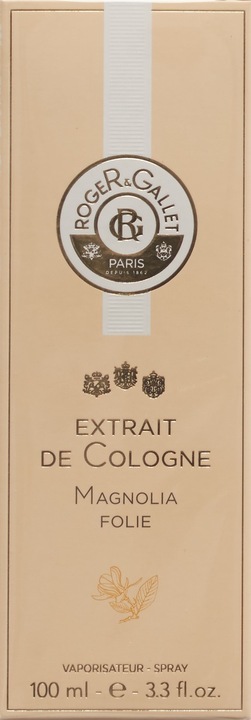 ROGER & GALLET
RG
PARIS
DEPUIS 1862
EXTRAIT
DE COLOGNE
MAGNOLIA
FOLIE
VAPORISATEUR - SPRAY
100 ml - e - 3.3 fl.oz.